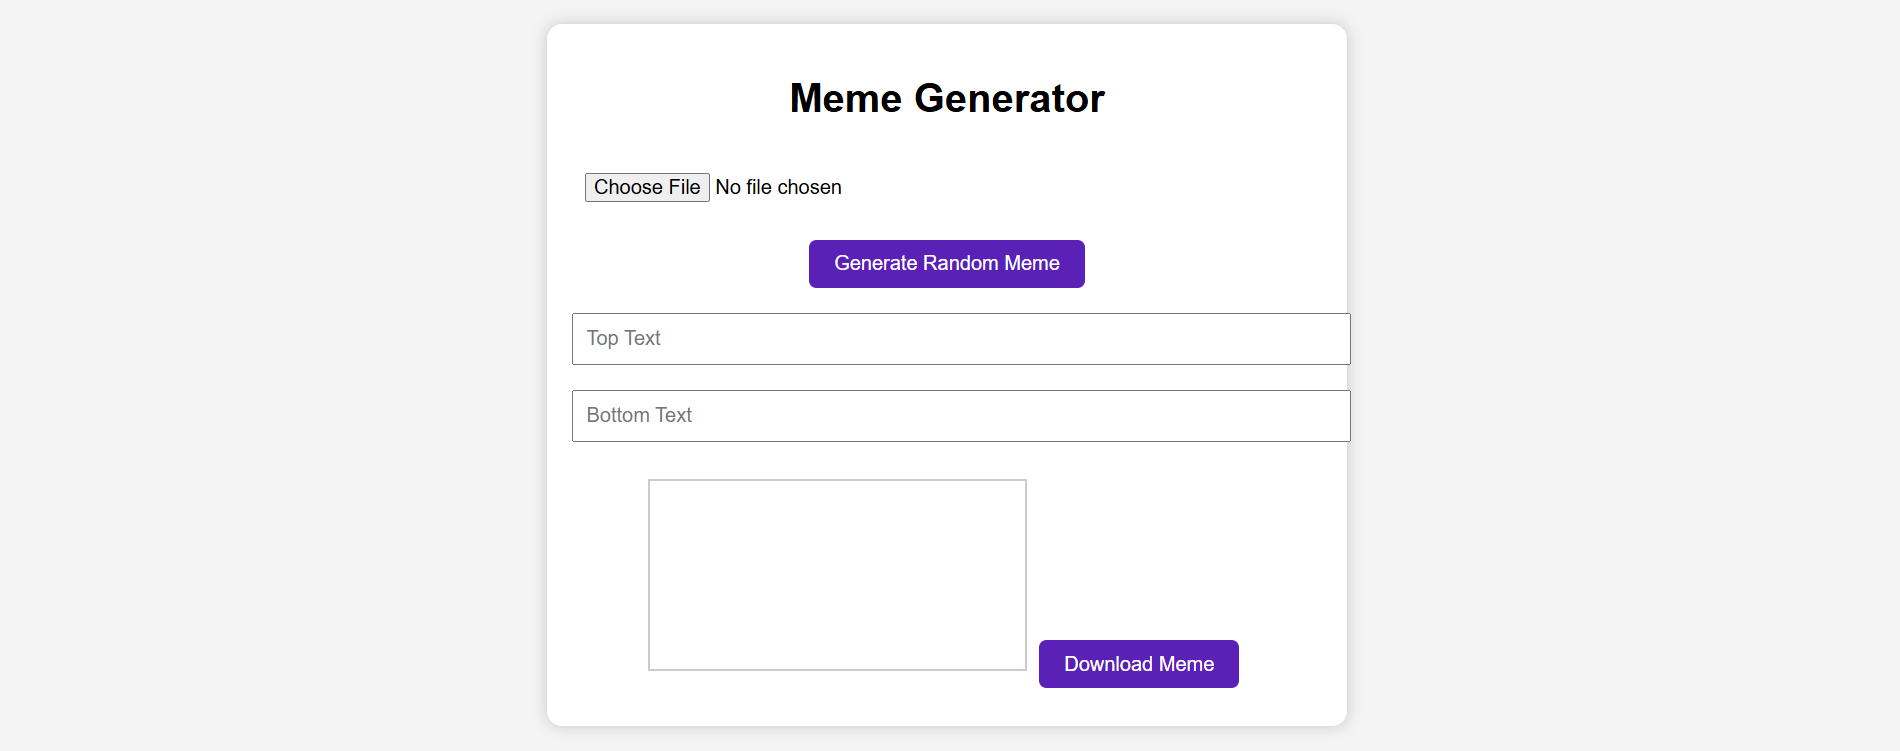 Meme Generator
Choose File No file chosen
Generate Random Meme
Top Text
Bottom Text
Download Meme